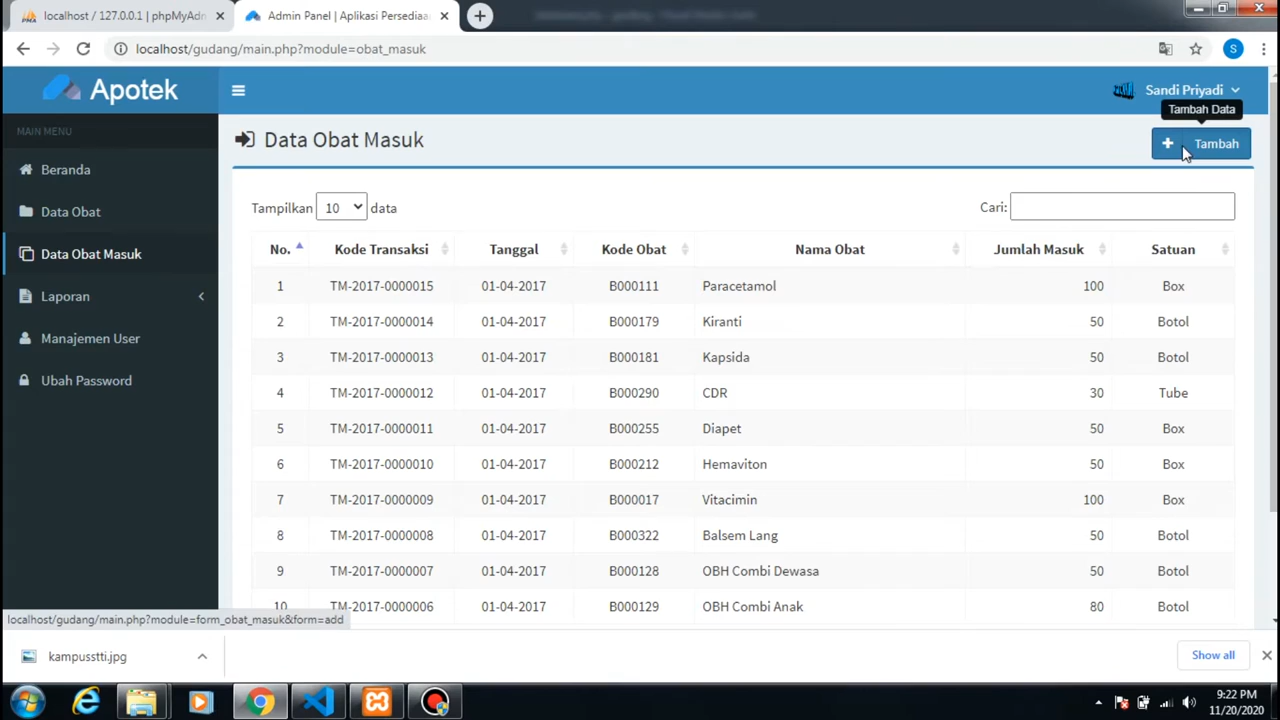 localhost / 127.0.0.1 | phpMyAdn
Admin Panel | Aplikasi Persediaa
localhost/gudang/main.php?module=obat_masuk
S
Apotek
Sandi Priyadi
Tambah Data
MAIN MENU
Beranda
Data Obat
Data Obat Masuk
Laporan
Manajemen User
Ubah Password
Data Obat Masuk
Tambah
Tampilkan 10 data
Cari:
No. Kode Transaksi Tanggal Kode Obat Nama Obat Jumlah Masuk Satuan
1 TM-2017-0000015 01-04-2017 B000111 Paracetamol 100 Box
2 TM-2017-0000014 01-04-2017 B000179 Kiranti 50 Botol
3 TM-2017-0000013 01-04-2017 B000181 Kapsida 50 Botol
4 TM-2017-0000012 01-04-2017 B000290 CDR 30 Tube
5 TM-2017-0000011 01-04-2017 B000255 Diapet 50 Box
6 TM-2017-0000010 01-04-2017 B000212 Hemaviton 50 Box
7 TM-2017-0000009 01-04-2017 B000017 Vitacimin 100 Box
8 TM-2017-0000008 01-04-2017 B000322 Balsem Lang 50 Botol
9 TM-2017-0000007 01-04-2017 B000128 OBH Combi Dewasa 50 Botol
10 TM-2017-0000006 01-04-2017 B000129 OBH Combi Anak 80 Botol
localhost/gudang/main.php?module=form_obat_masuk&form=add
kampusstti.jpg
Show all
9:22 PM
11/20/2020